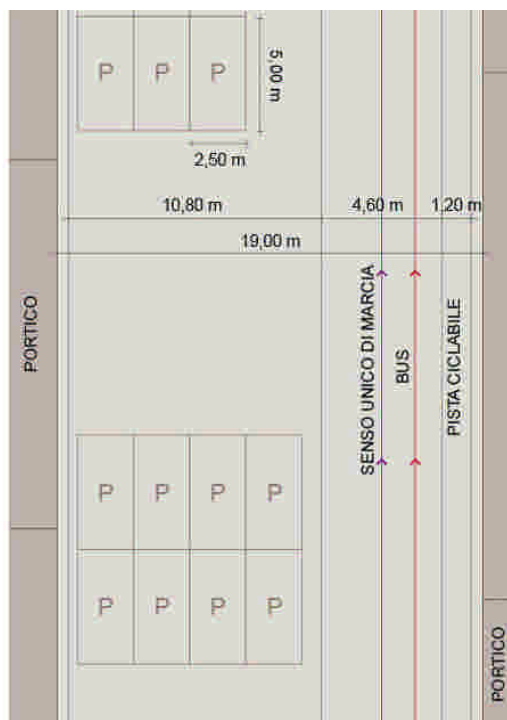 P P P
5,00 m
2,50 m
10,80 m 4,60 m 1,20 m
19,00 m
PORTICO
SENSO UNICO DI MARCIA
BUS
PISTA CICLABILE
P P P P
P P P P
PORTICO